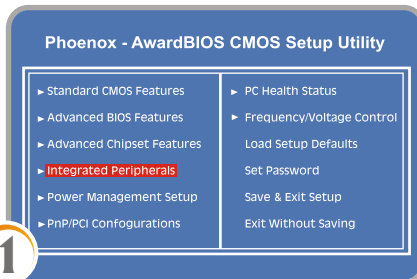 Phoenox - AwardBIOS CMOS Setup Utility
► Standard CMOS Features
► Advanced BIOS Features
► Advanced Chipset Features
► Integrated Peripherals
► Power Management Setup
► PnP/PCI Confogurations
► PC Health Status
► Frequency/Voltage Control
Load Setup Defaults
Set Password
Save & Exit Setup
Exit Without Saving
1